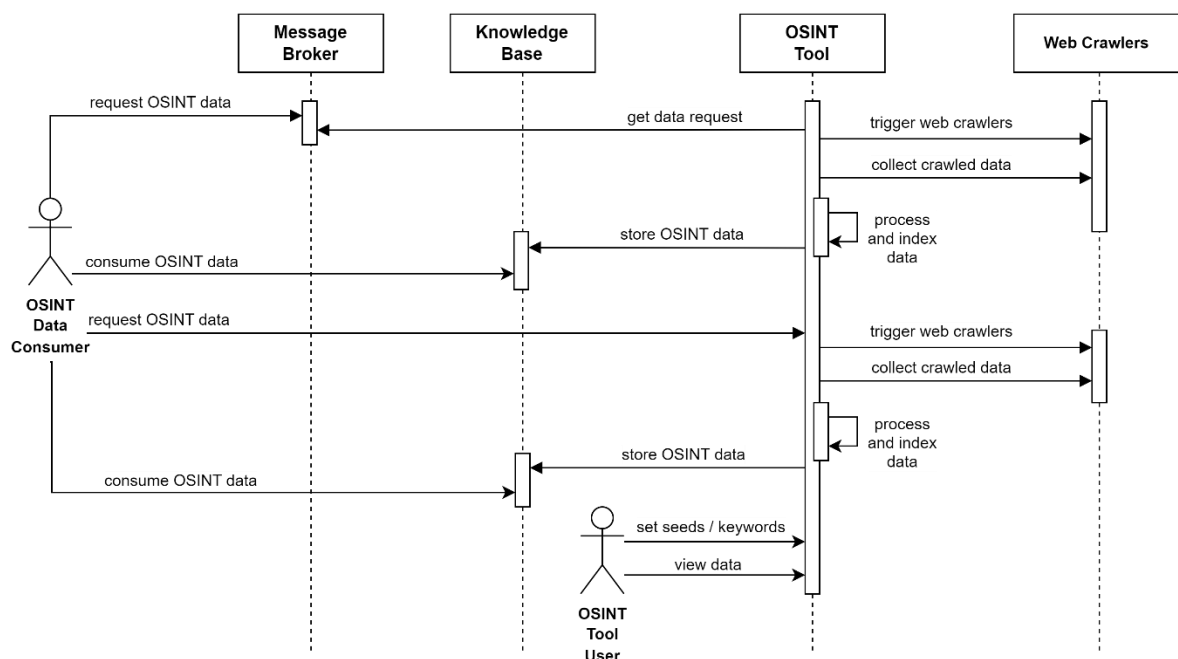 Message
Broker
Knowledge
Base
OSINT
Tool
Web Crawlers
request OSINT data
get data request
trigger web crawlers
collect crawled data
process
and index
data
store OSINT data
consume OSINT data
OSINT
Data
Consumer
request OSINT data
trigger web crawlers
collect crawled data
process
and index
data
store OSINT data
consume OSINT data
set seeds / keywords
view data
OSINT
Tool
User